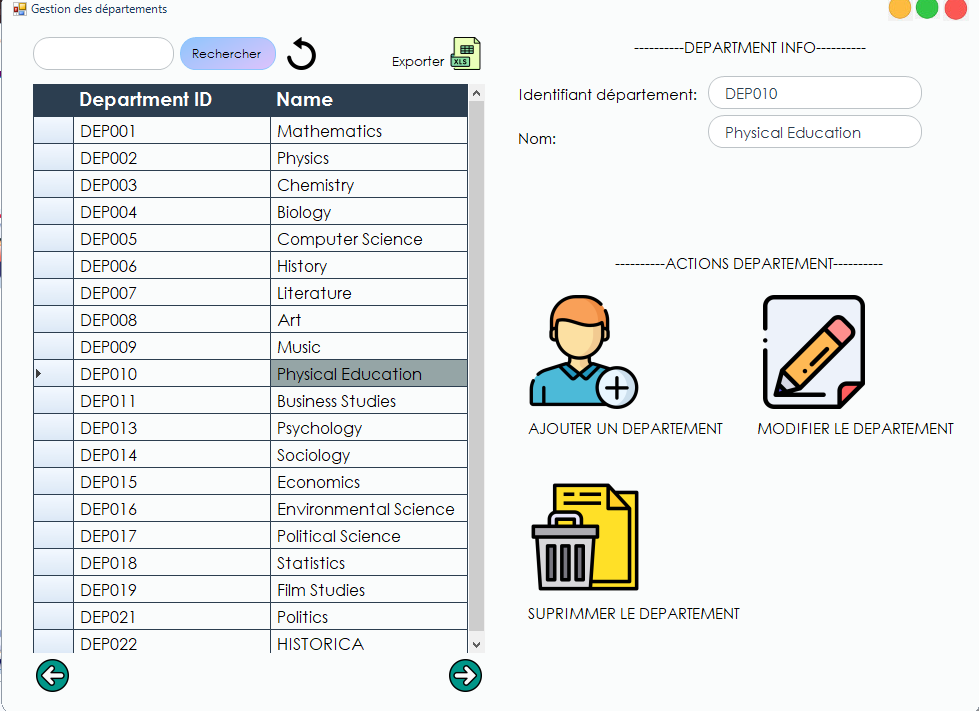 Gestion des départements
Rechercher
Exporter
XLS
Department ID Name
DEP001 Mathematics
DEP002 Physics
DEP003 Chemistry
DEP004 Biology
DEP005 Computer Science
DEP006 History
DEP007 Literature
DEP008 Art
DEP009 Music
DEP010 Physical Education
DEP011 Business Studies
DEP013 Psychology
DEP014 Sociology
DEP015 Economics
DEP016 Environmental Science
DEP017 Political Science
DEP018 Statistics
DEP019 Film Studies
DEP021 Politics
DEP022 HISTORICA
----------DEPARTMENT INFO----------
Identifiant département: DEP010
Nom: Physical Education
----------ACTIONS DEPARTEMENT----------
AJOUTER UN DEPARTEMENT
MODIFIER LE DEPARTEMENT
SUPRIMMER LE DEPARTEMENT